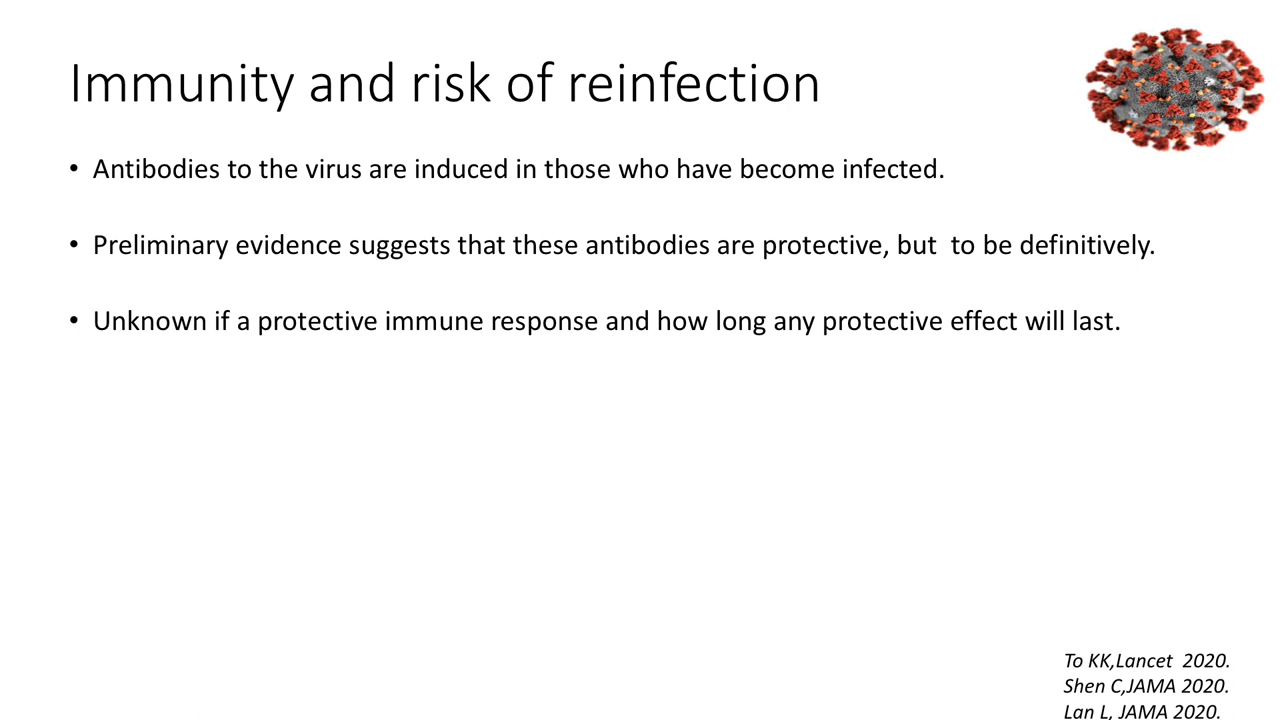 Immunity and risk of reinfection
• Antibodies to the virus are induced in those who have become infected.
• Preliminary evidence suggests that these antibodies are protective, but  to be definitively.
• Unknown if a protective immune response and how long any protective effect will last.
To KK,Lancet  2020.
Shen C,JAMA 2020.
Lan L, JAMA 2020.